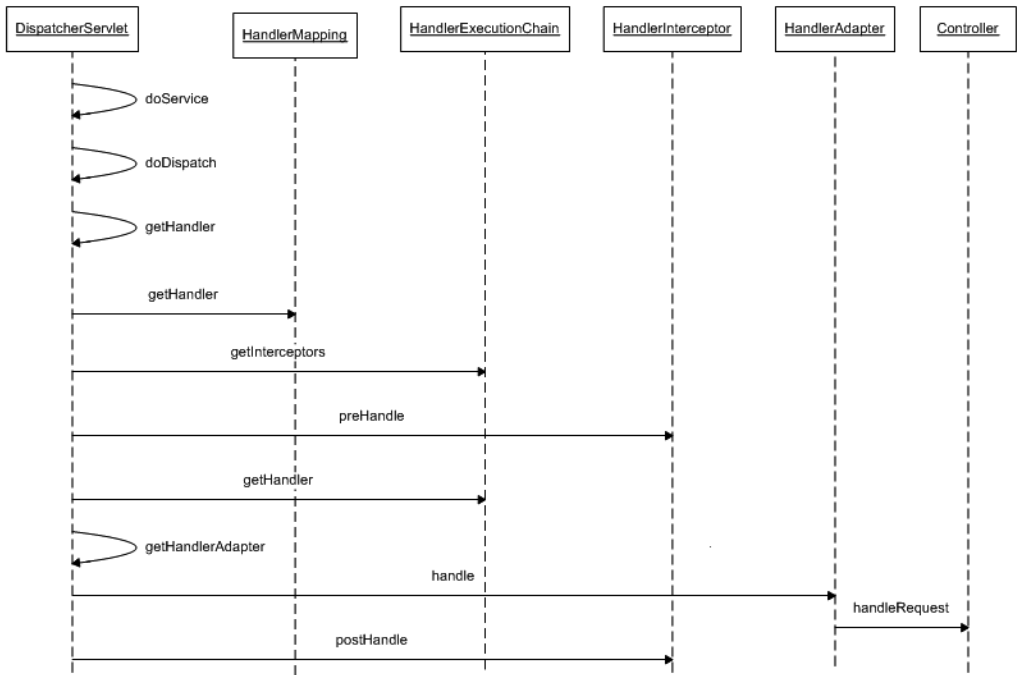 DispatcherServlet
HandlerMapping
HandlerExecutionChain
HandlerInterceptor
HandlerAdapter
Controller
doService
doDispatch
getHandler
getHandler
getInterceptors
preHandle
getHandler
getHandlerAdapter
handle
handleRequest
postHandle